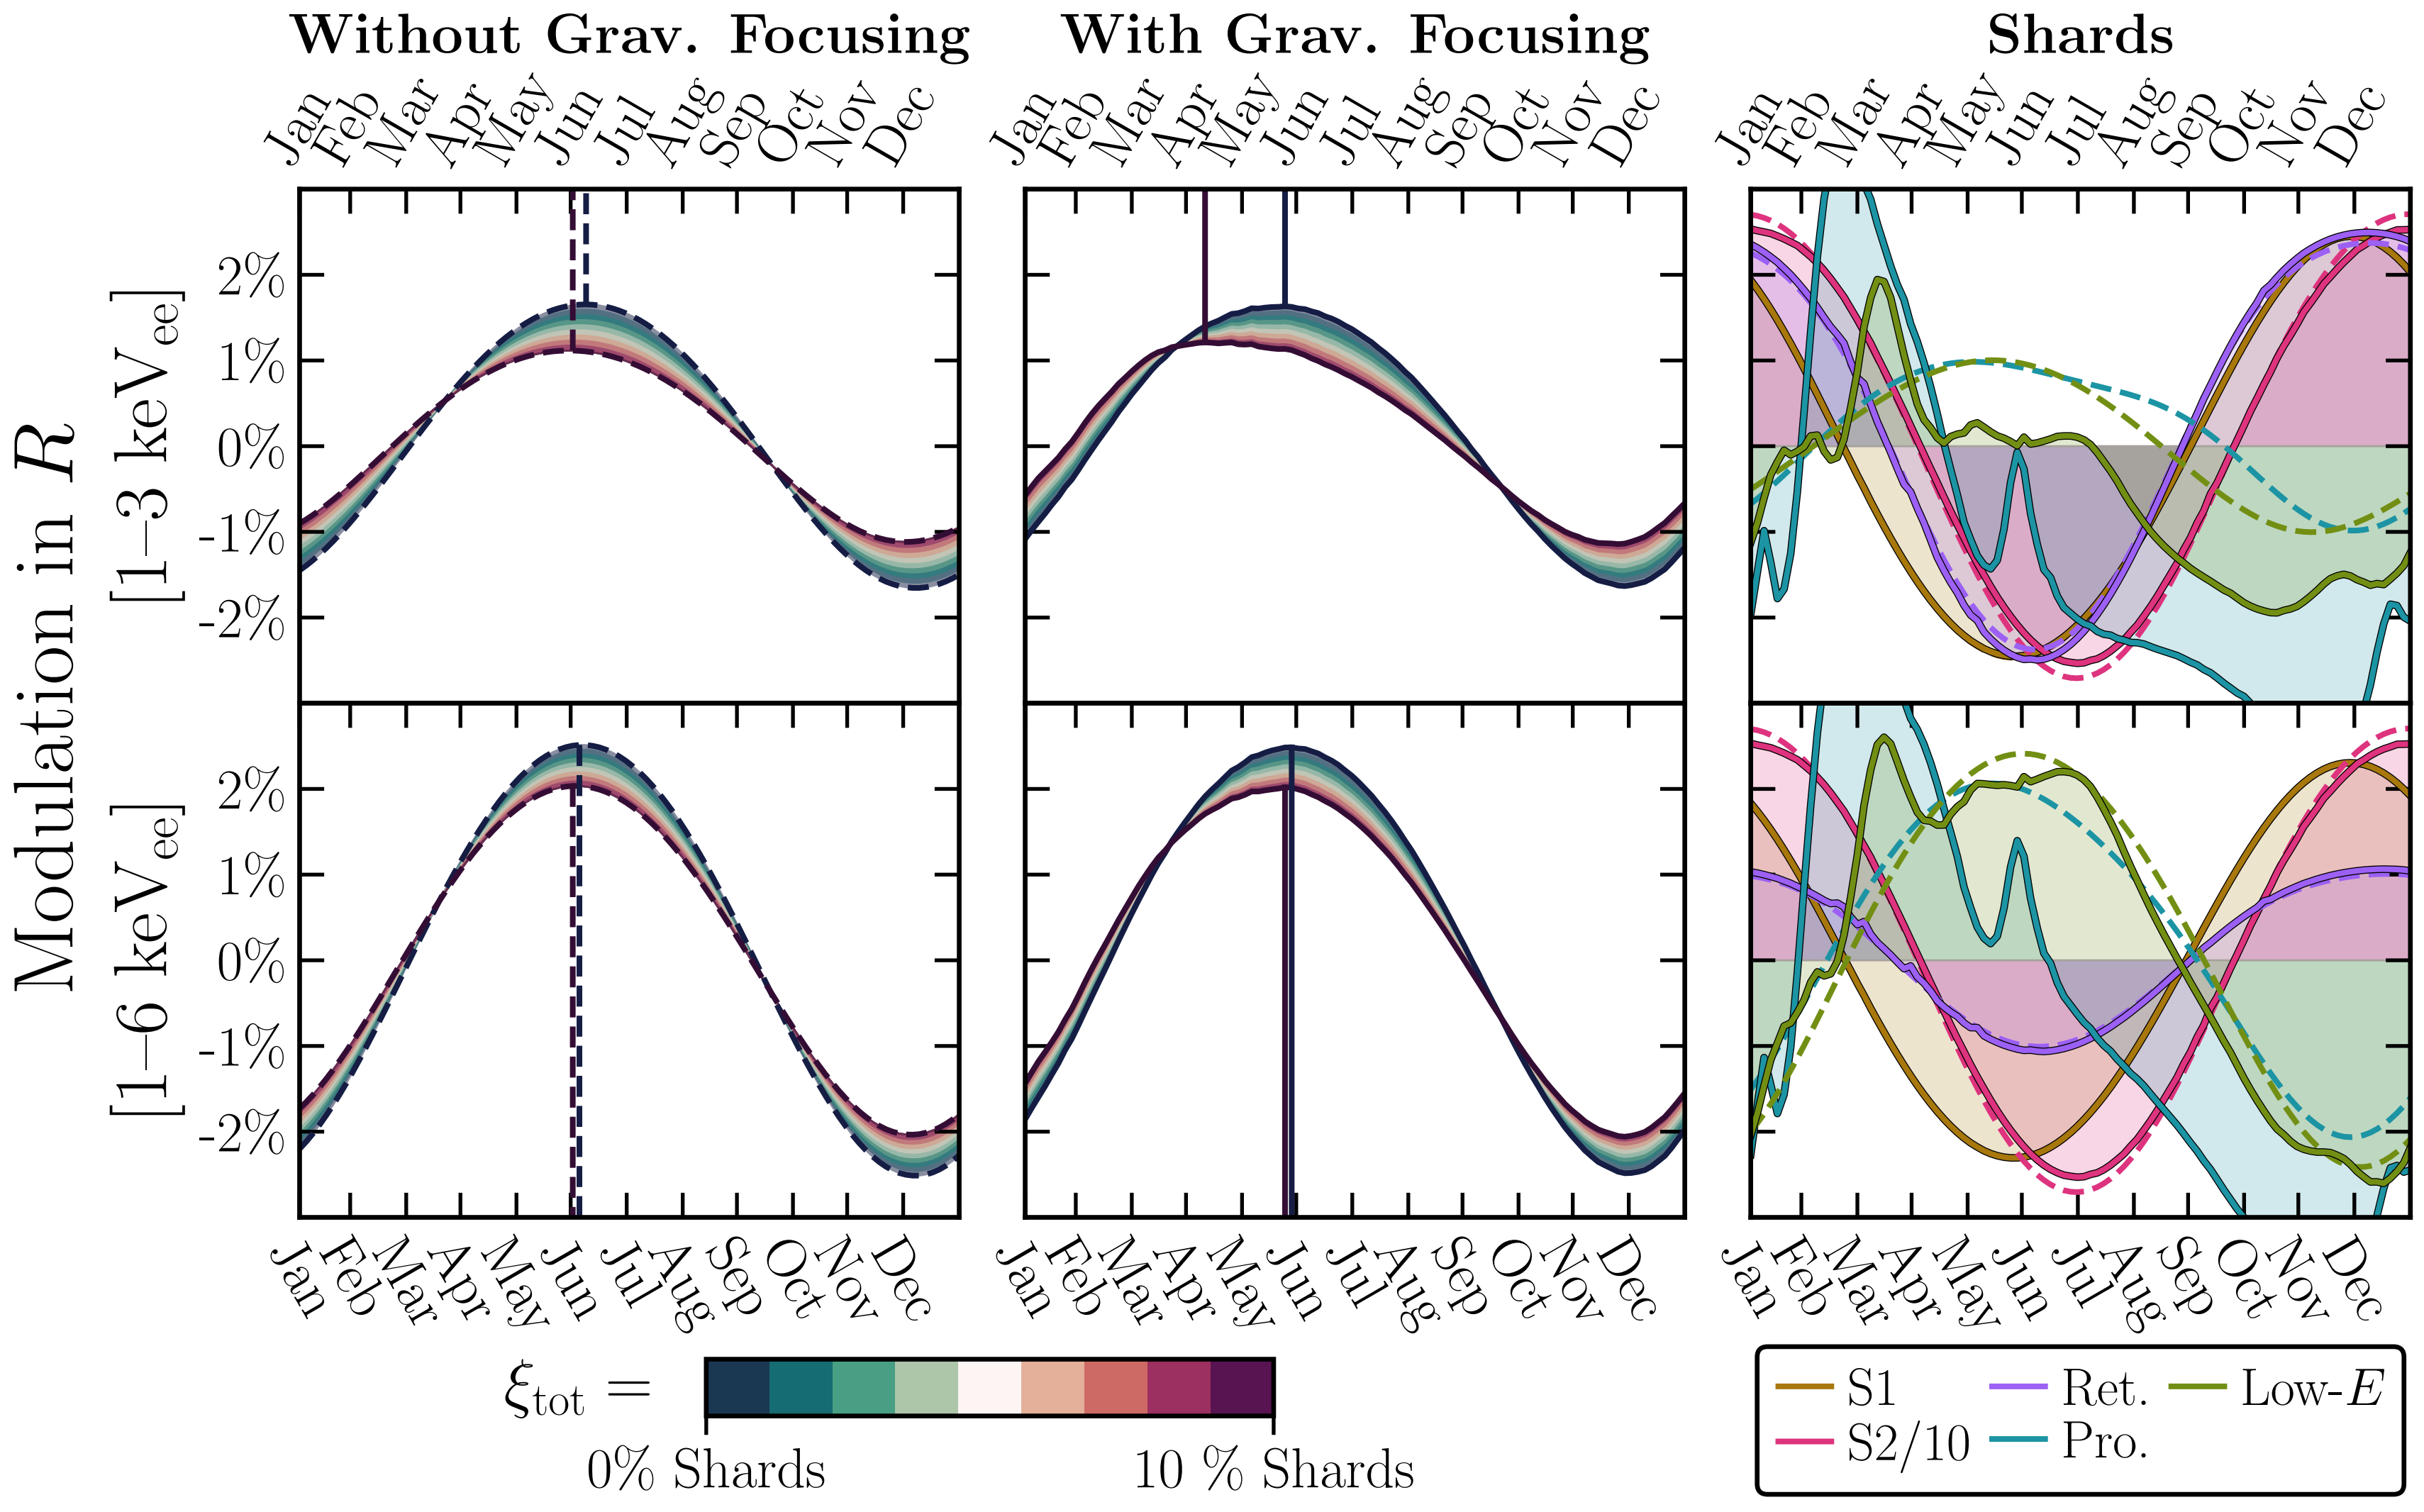 Without Grav. Focusing
With Grav. Focusing
Shards
Jan Feb Mar Apr May Jun Jul Aug Sep Oct Nov Dec
Jan Feb Mar Apr May Jun Jul Aug Sep Oct Nov Dec
Jan Feb Mar Apr May Jun Jul Aug Sep Oct Nov Dec
Modulation in R
[1–3 keVee]
2%
1%
0%
-1%
-2%
[1–6 keVee]
2%
1%
0%
-1%
-2%
Jan Feb Mar Apr May Jun Jul Aug Sep Oct Nov Dec
Jan Feb Mar Apr May Jun Jul Aug Sep Oct Nov Dec
Jan Feb Mar Apr May Jun Jul Aug Sep Oct Nov Dec
ξtot =
0% Shards
10 % Shards
S1
Ret.
Low-E
S2/10
Pro.